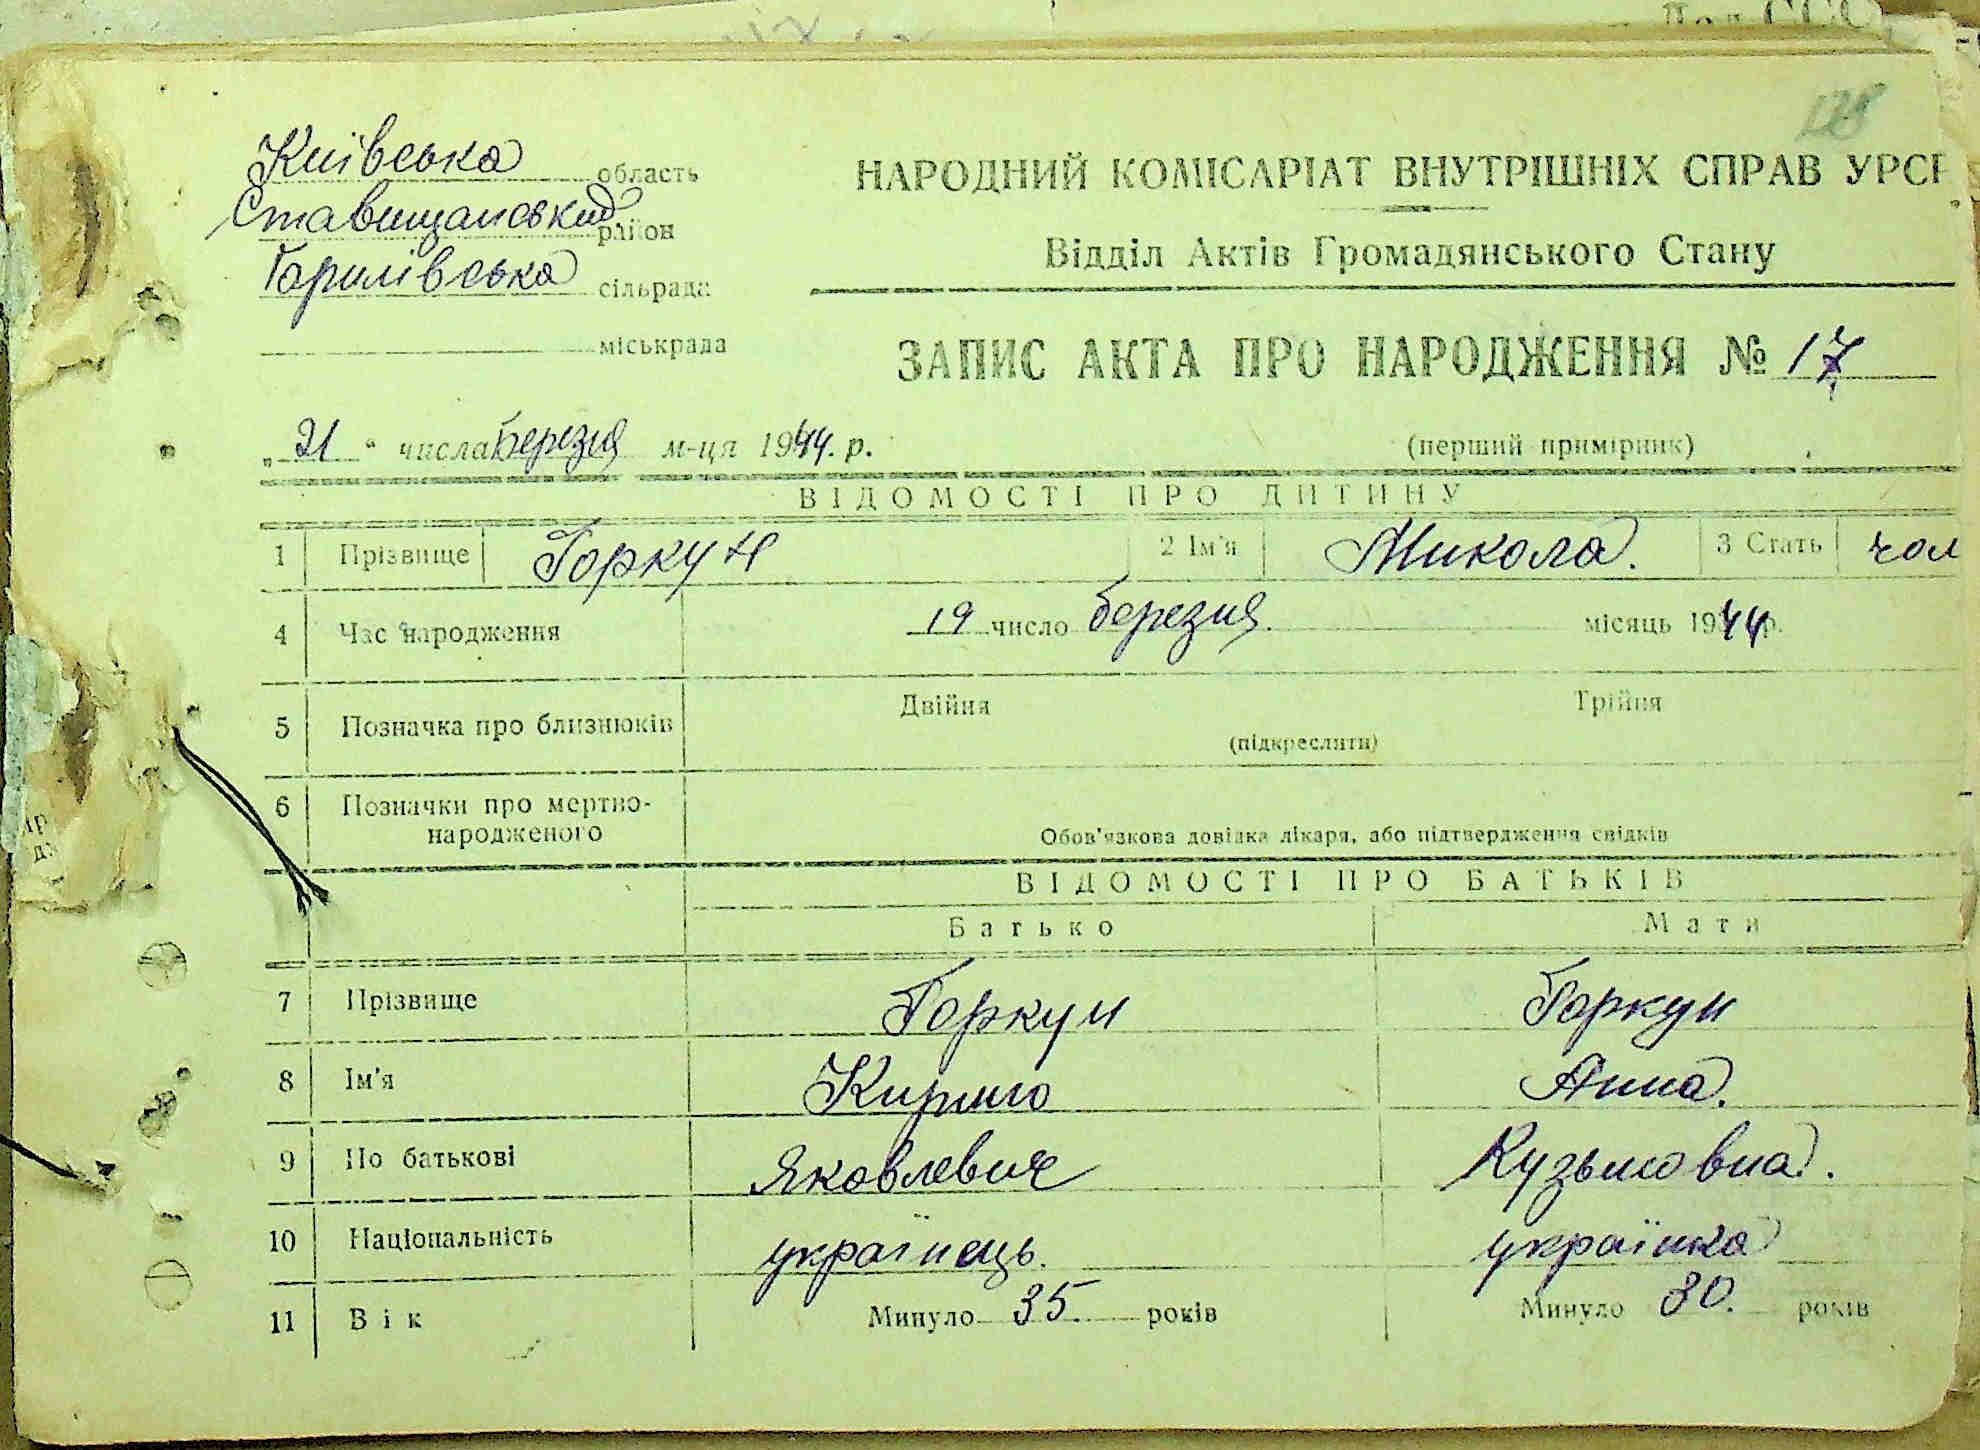 128
Київська область
Ставищанський район
Гарилівська сільрада
міськрада
НАРОДНИЙ КОМІСАРІАТ ВНУТРІШНІХ СПРАВ УРСР
Відділ Актів Громадянського Стану
ЗАПИС АКТА ПРО НАРОДЖЕННЯ № 17
„21“ числа березня м-ця 1944. р.
(перший примірник)
ВІДОМОСТІ ПРО ДИТИНУ
1 Прізвище Горкун 2 Ім'я Микола. 3 Стать чол
4 Час народження 19 число березня. місяць 1944 р.
5 Позначка про близнюків Двійня Трійня
(підкреслити)
6 Позначки про мертво-
народженого
Обов'язкова довідка лікаря, або підтвердження свідків
ВІДОМОСТІ ПРО БАТЬКІВ
Батько Мати
7 Прізвище Горкун Горкун
8 Ім'я Кирило Анна.
9 По батькові Яковлевич Кузьмовна.
10 Національність українець. українка
11 Вік Минуло 35. років Минуло 30. років